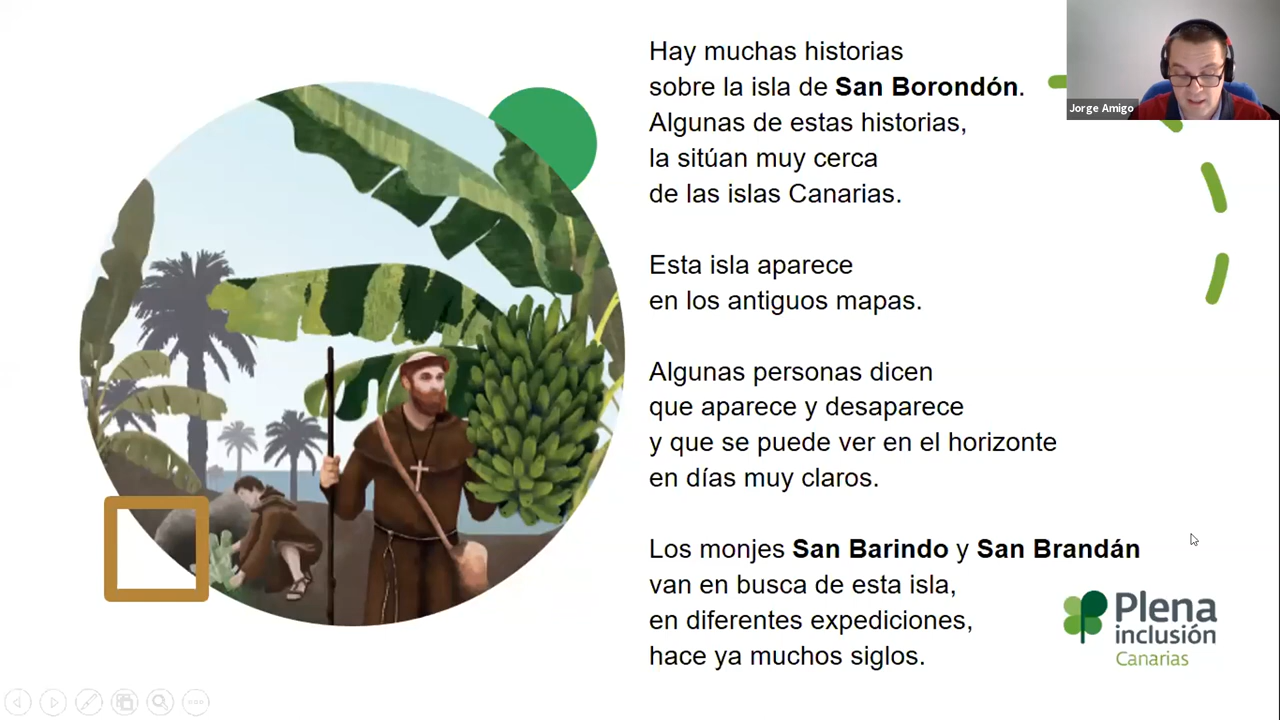 Hay muchas historias
sobre la isla de San Borondón.
Algunas de estas historias,
la sitúan muy cerca
de las islas Canarias.
Esta isla aparece
en los antiguos mapas.
Algunas personas dicen
que aparece y desaparece
y que se puede ver en el horizonte
en días muy claros.
Los monjes San Barindo y San Brandán
van en busca de esta isla,
en diferentes expediciones,
hace ya muchos siglos.
Jorge Amigo
Plena
inclusión
Canarias